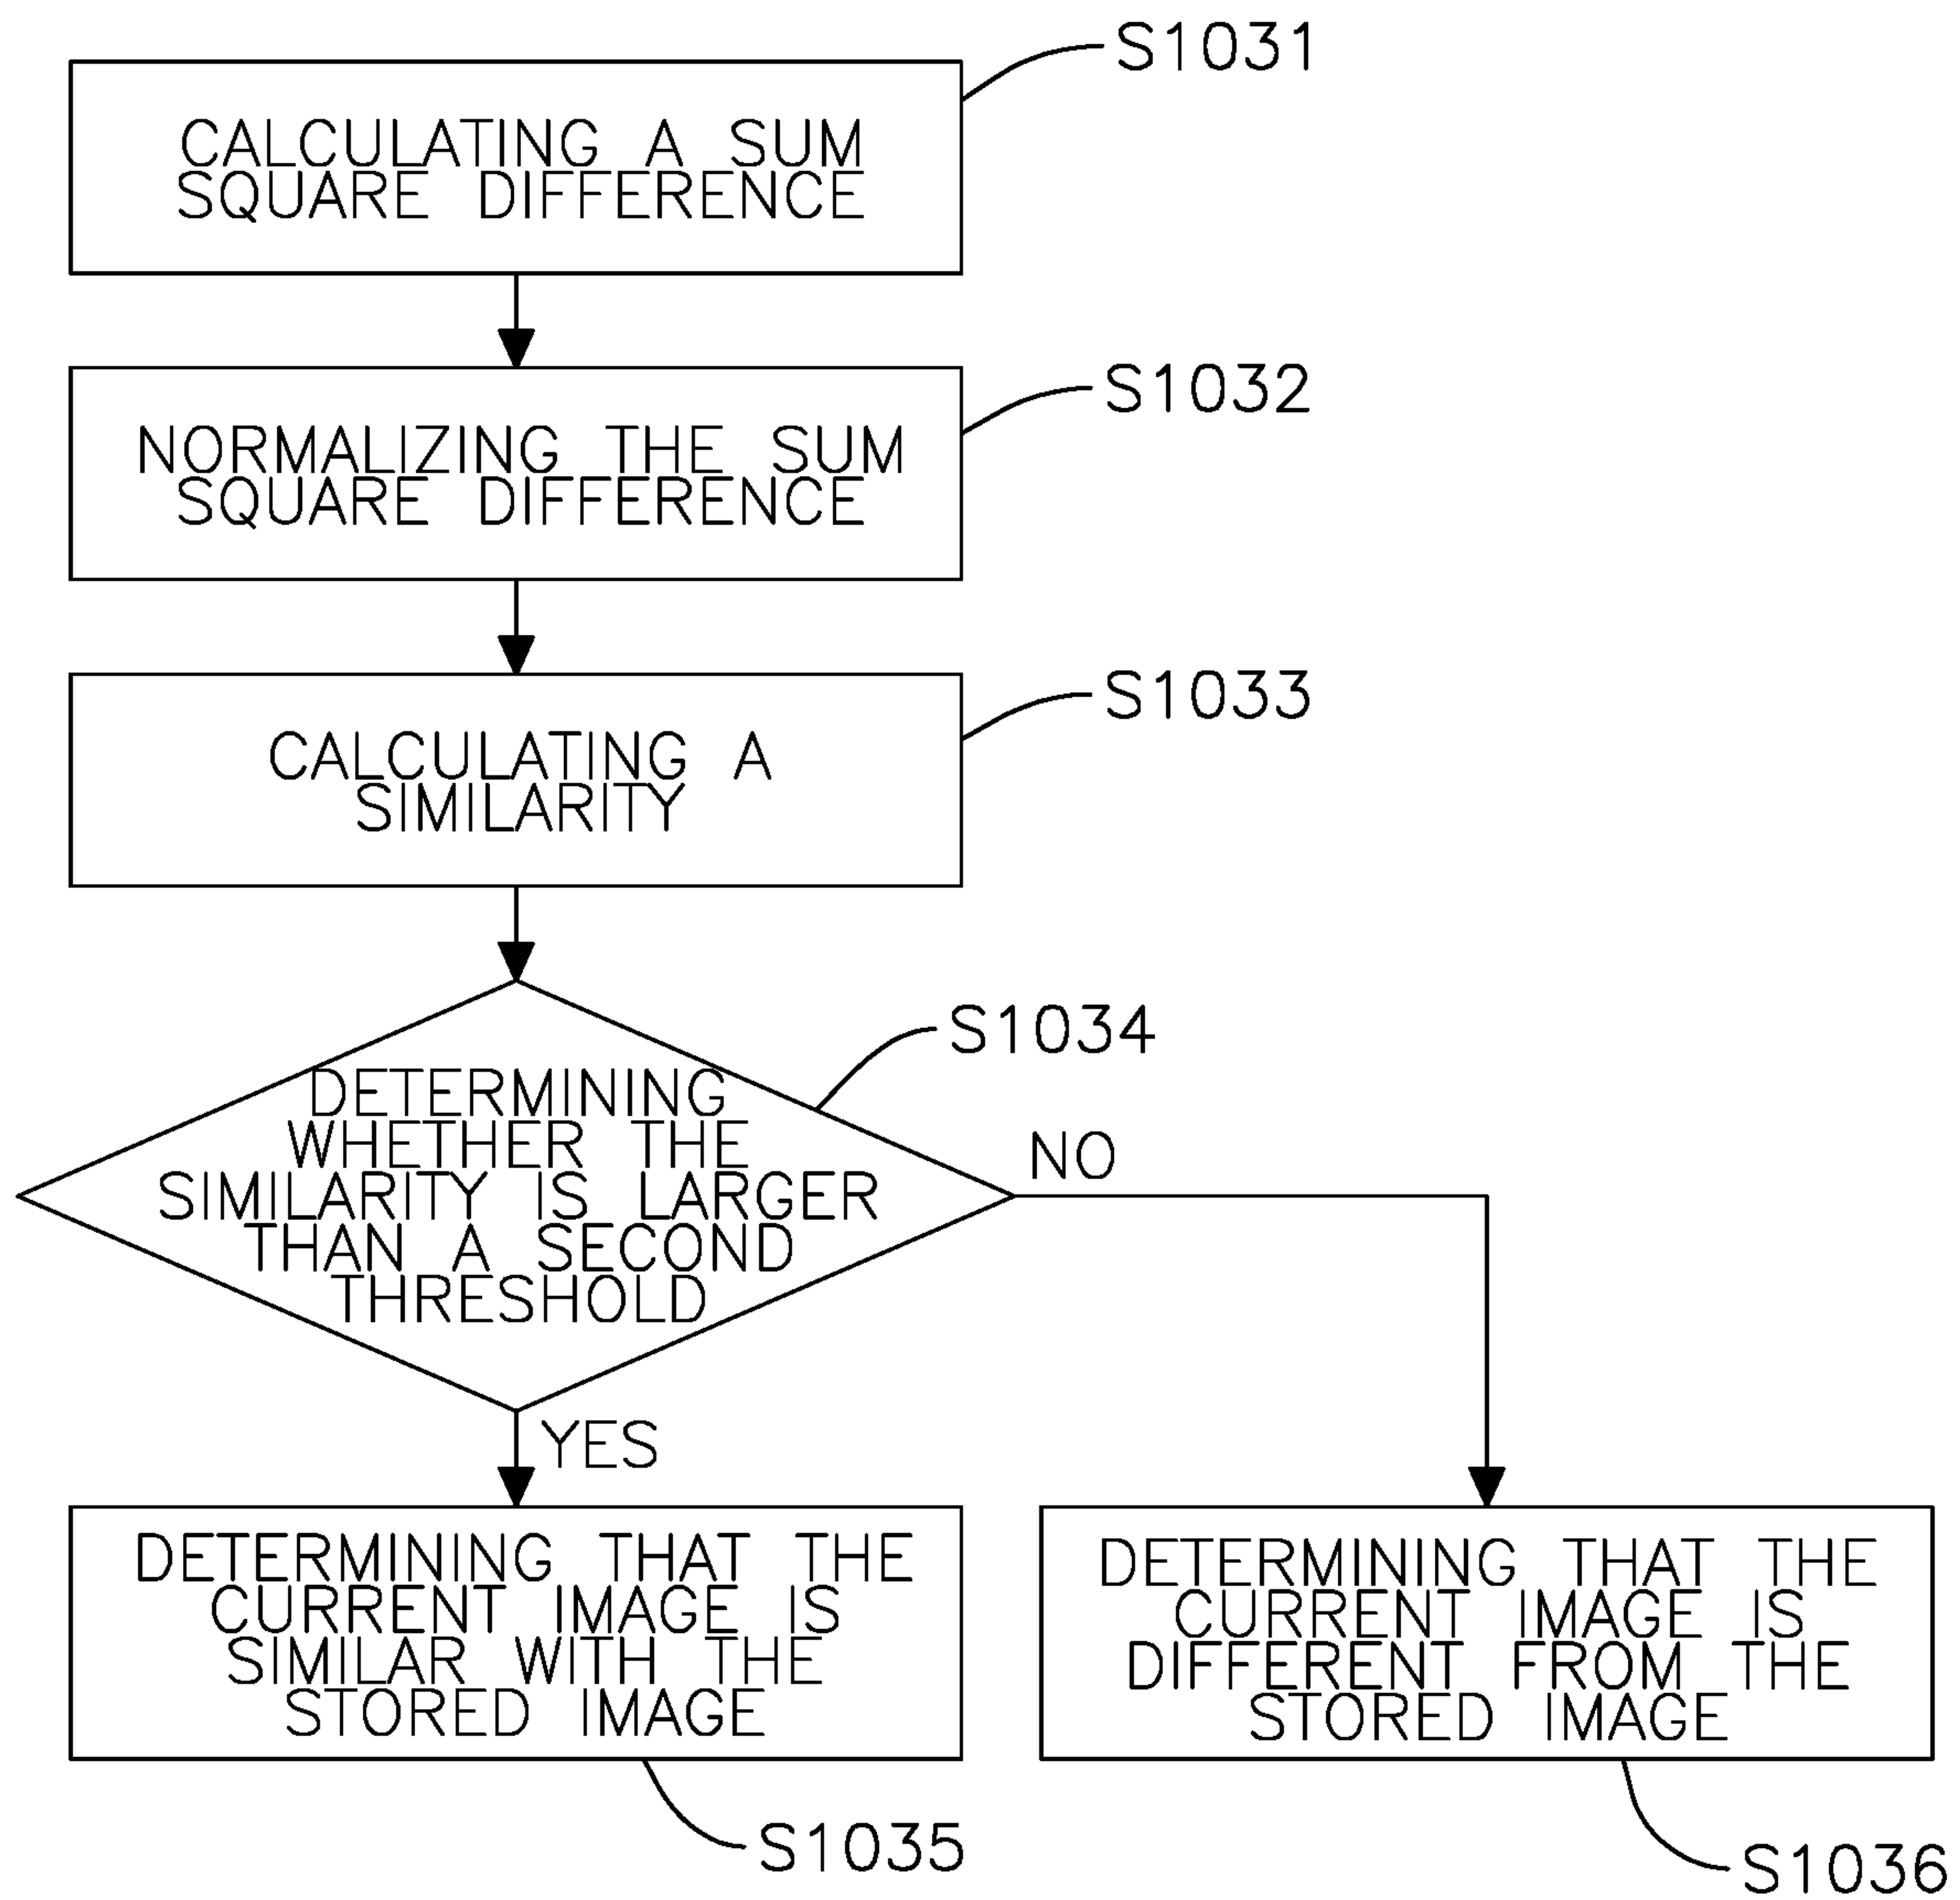 S1031
CALCULATING A SUM
SQUARE DIFFERENCE
S1032
NORMALIZING THE SUM
SQUARE DIFFERENCE
S1033
CALCULATING A
SIMILARITY
S1034
DETERMINING
WHETHER THE
SIMILARITY IS LARGER
THAN A SECOND
THRESHOLD
NO
YES
DETERMINING THAT THE
CURRENT IMAGE IS
SIMILAR WITH THE
STORED IMAGE
S1035
DETERMINING THAT THE
CURRENT IMAGE IS
DIFFERENT FROM THE
STORED IMAGE
S1036